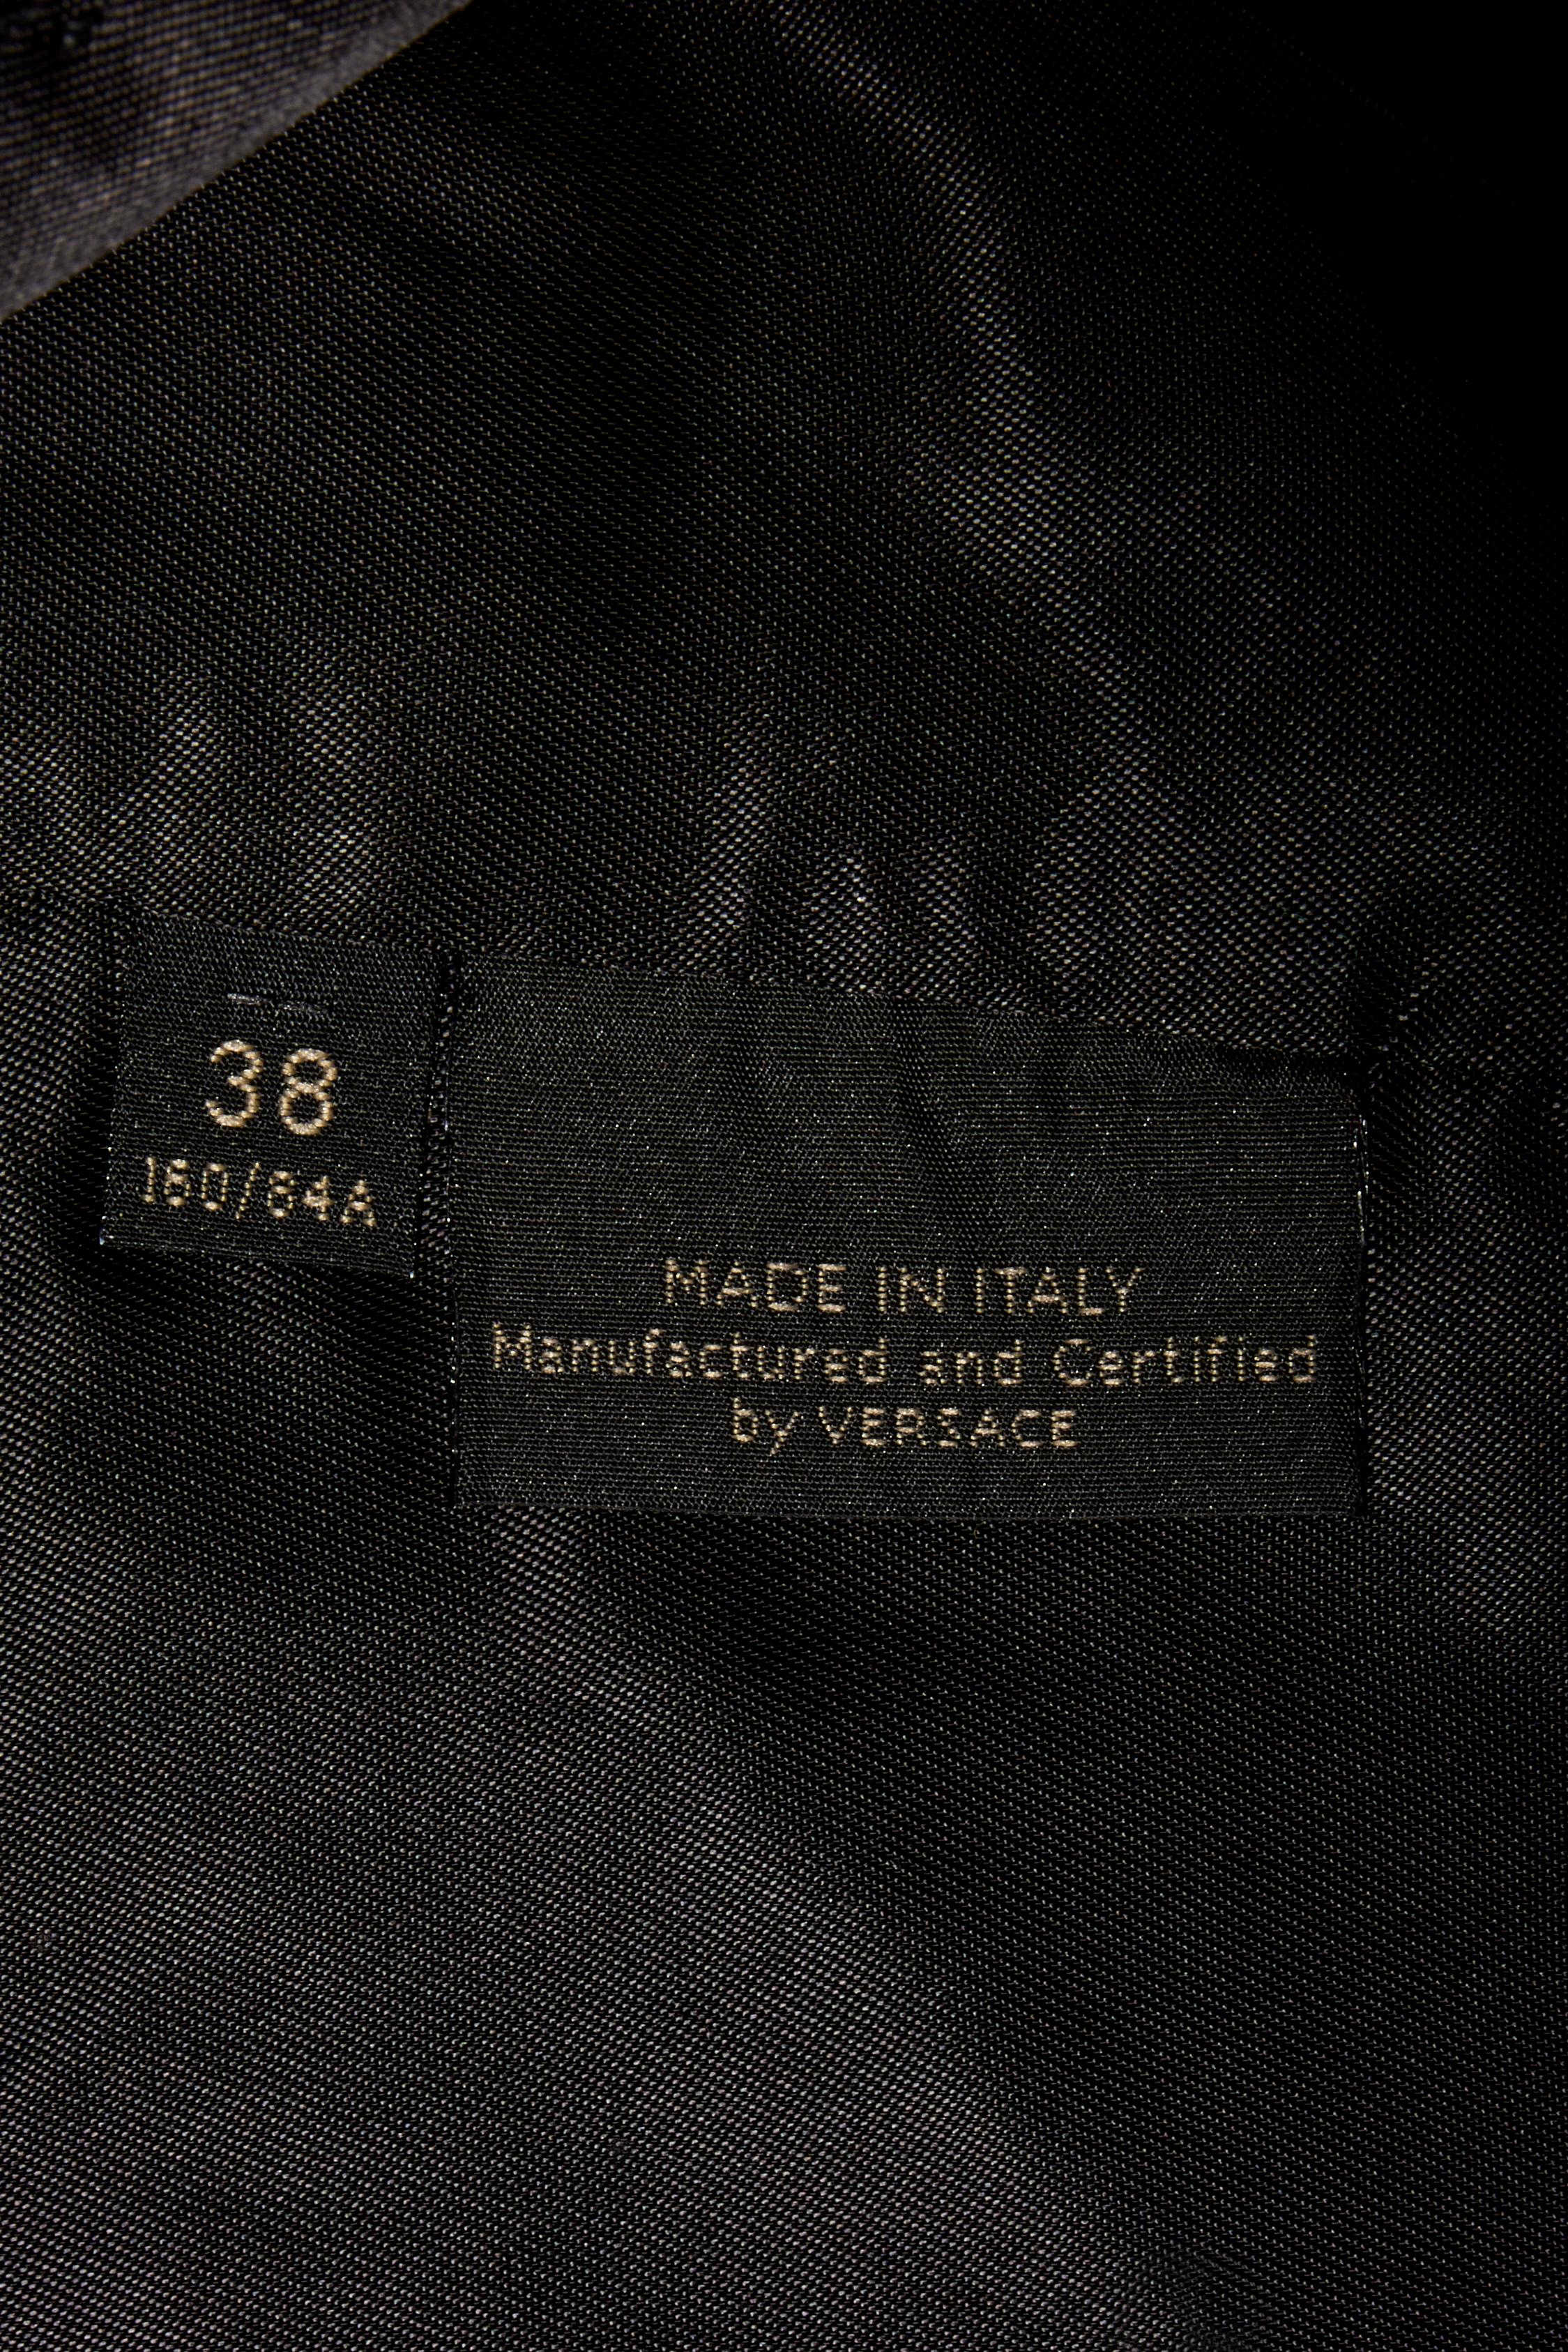 38
160/84A
MADE IN ITALY
Manufactured and Certified
by VERSACE